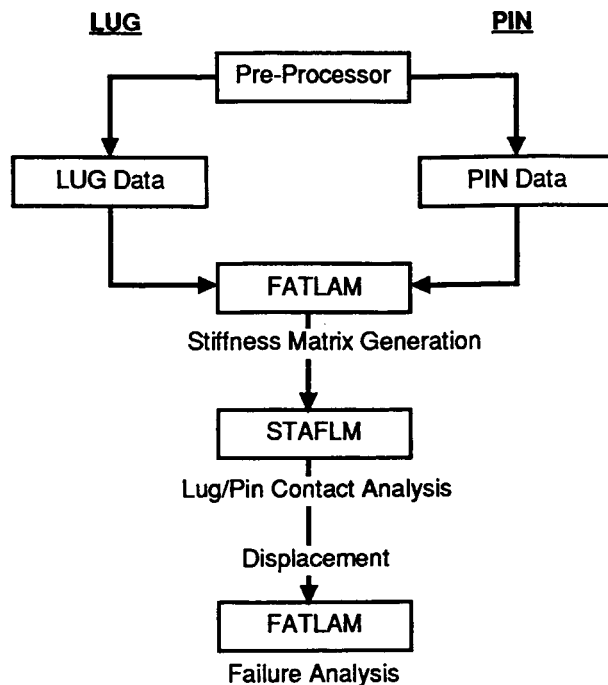 LUG
PIN
Pre-Processor
LUG Data
PIN Data
FATLAM
Stiffness Matrix Generation
STAFLM
Lug/Pin Contact Analysis
Displacement
FATLAM
Failure Analysis